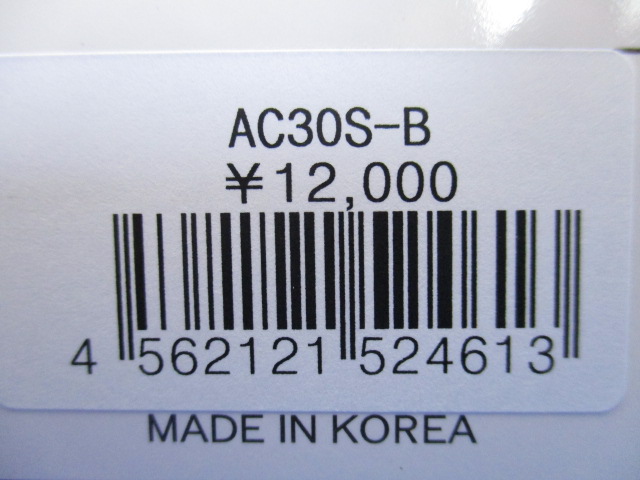 AC30S-B
¥12,000
4 562121 524613
MADE IN KOREA